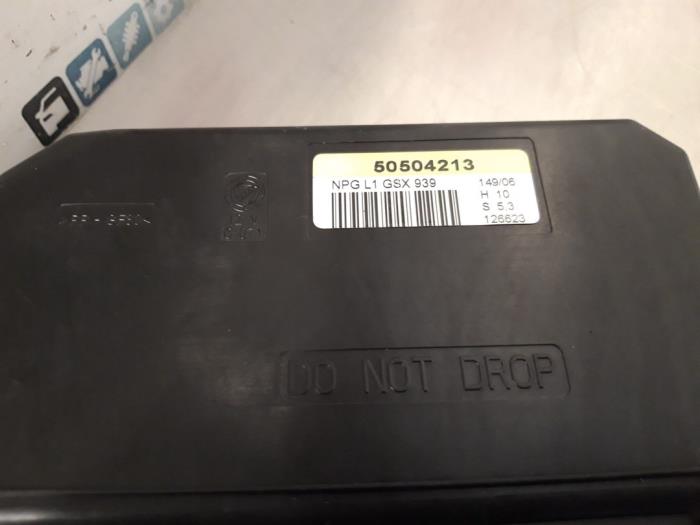 50504213
NPG L1 GSX 939
149/06
H 10
S 5.3
126623
DO NOT DROP